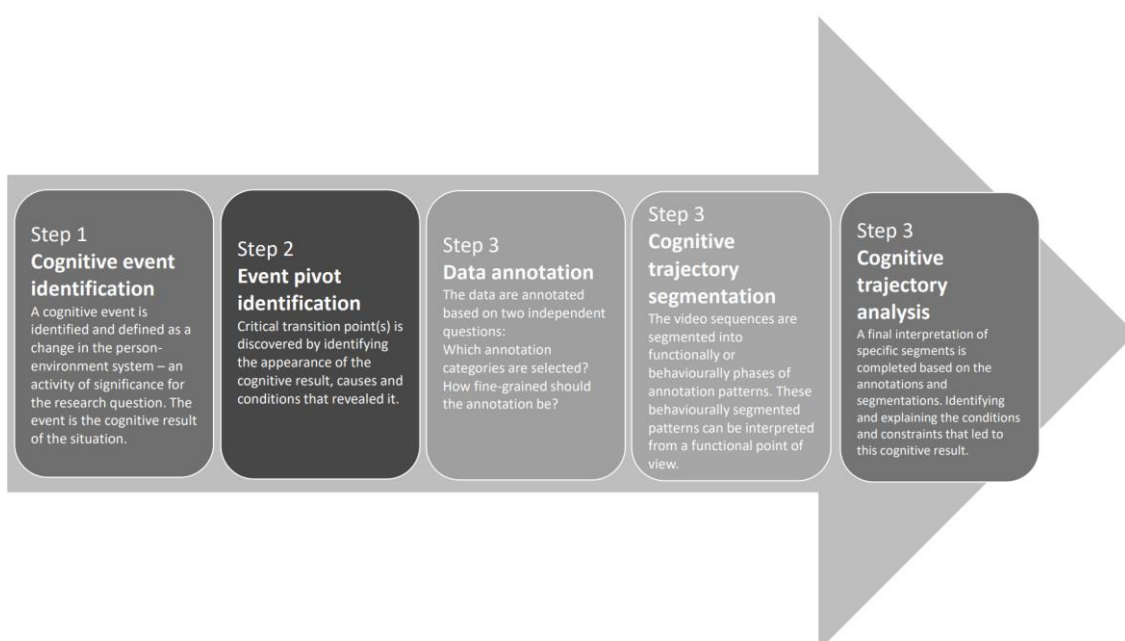 Step 1
Cognitive event
identification
A cognitive event is
identified and defined as a
change in the person-
environment system – an
activity of significance for
the research question. The
event is the cognitive result
of the situation.
Step 2
Event pivot
identification
Critical transition point(s) is
discovered by identifying
the appearance of the
cognitive result, causes and
conditions that revealed it.
Step 3
Data annotation
The data are annotated
based on two independent
questions:
Which annotation
categories are selected?
How fine-grained should
the annotation be?
Step 3
Cognitive
trajectory
segmentation
The video sequences are
segmented into
functionally or
behaviourally phases of
annotation patterns. These
behaviourally segmented
patterns can be interpreted
from a functional point of
view.
Step 3
Cognitive
trajectory
analysis
A final interpretation of
specific segments is
completed based on the
annotations and
segmentations. Identifying
and explaining the conditions
and constraints that led to
this cognitive result.